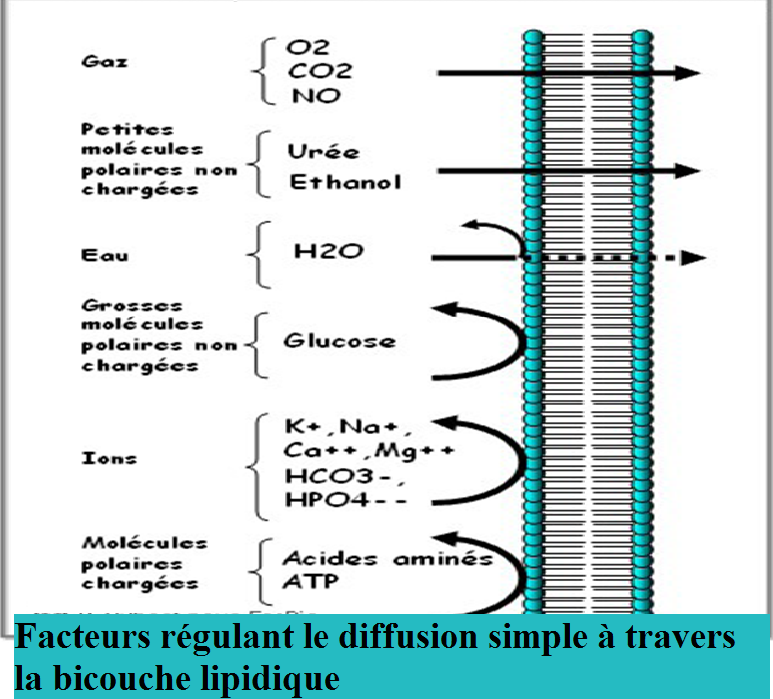 Gaz
O2
CO2
NO
Petites
molécules
polaires non
chargées
Urée
Ethanol
Eau
H2O
Grosses
molécules
polaires non
chargées
Glucose
Ions
K+,Na+,
Ca++,Mg++
HCO3-,
HPO4--
Molécules
polaires
chargées
Acides aminés
ATP
Facteurs régulant le diffusion simple à travers
la bicouche lipidique